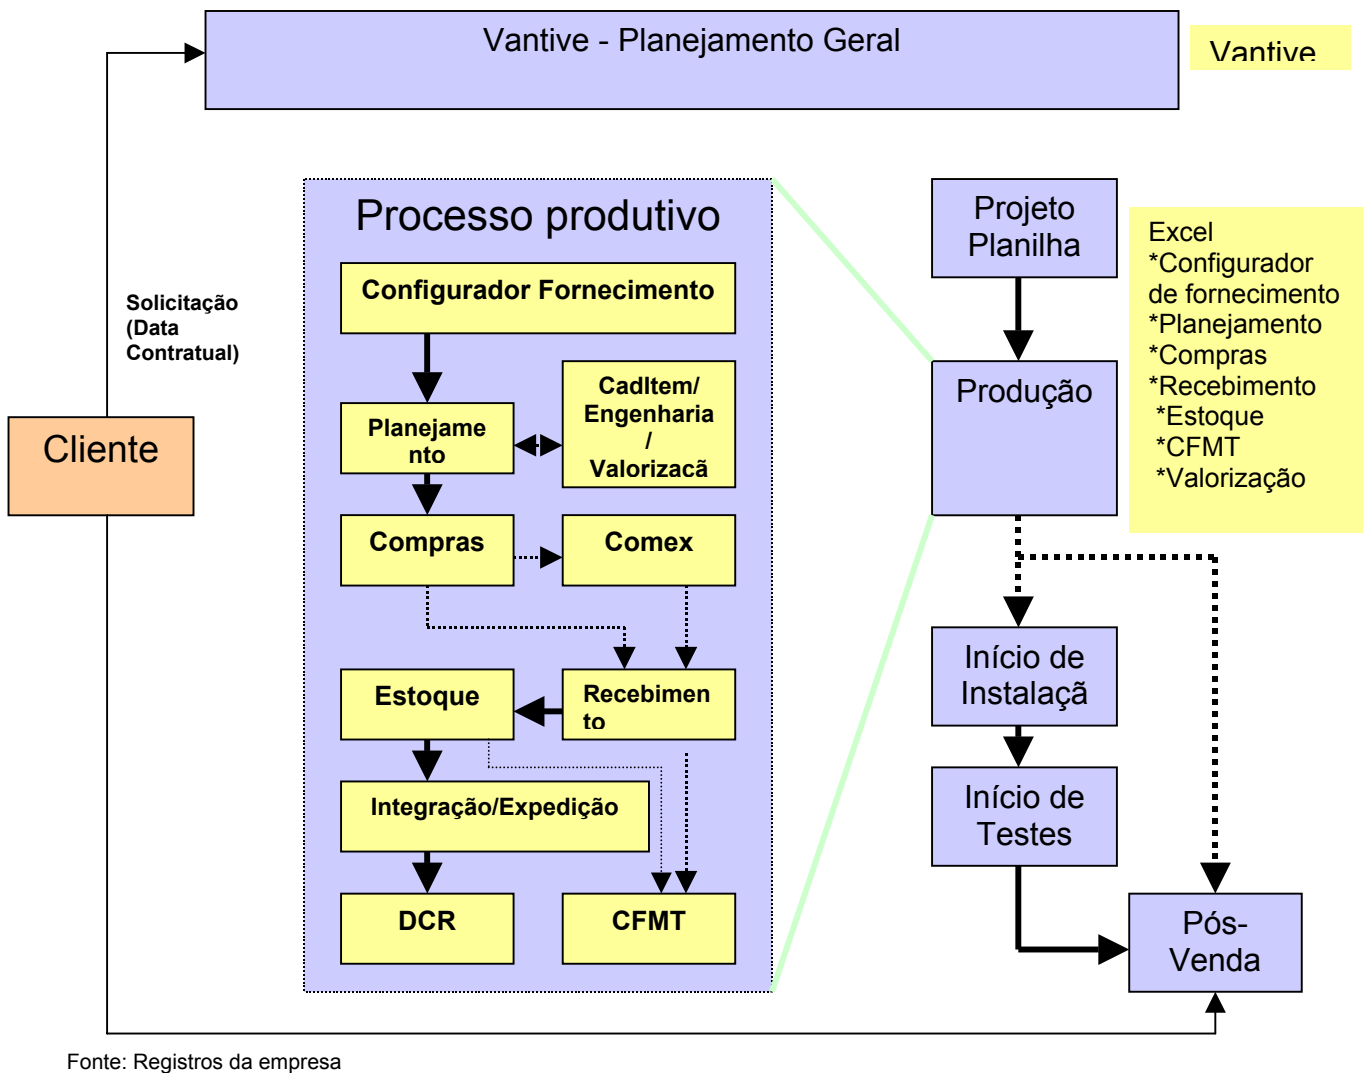 Vantive - Planejamento Geral
Vantive
Processo produtivo
Configurador Fornecimento
Planejame
nto
CadItem/
Engenharia
/
Valorizacã
Compras
Comex
Estoque
Recebimen
to
Integração/Expedição
DCR
CFMT
Solicitação
(Data
Contratual)
Cliente
Projeto
Planilha
Produção
Início de
Instalaçã
Início de
Testes
Pós-
Venda
Excel
*Configurador
de fornecimento
*Planejamento
*Compras
*Recebimento
*Estoque
*CFMT
*Valorização
Fonte: Registros da empresa